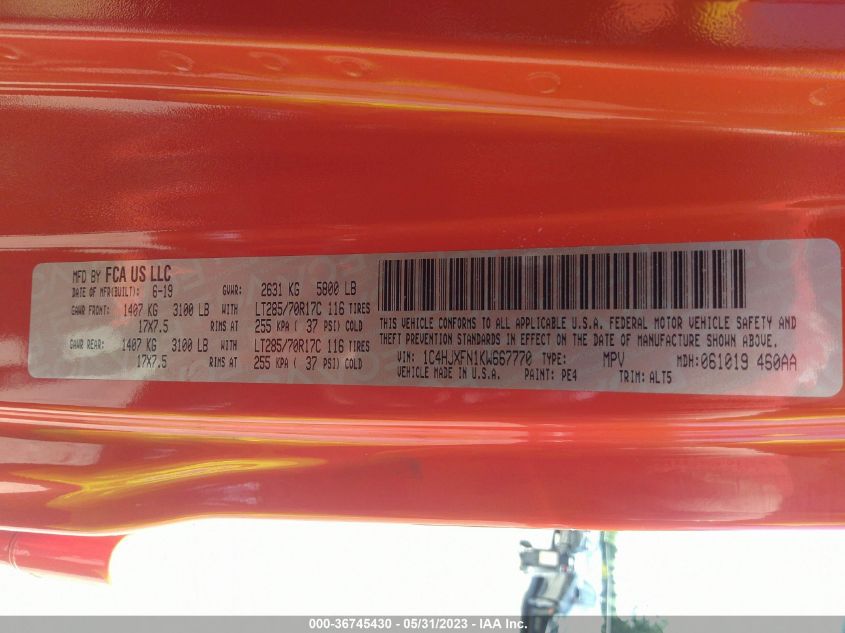 MFD BY FCA US LLC
DATE OF MFR(BUILT): 6-19 GVWR: 2631 KG 5800 LB
GAWR FRONT: 1407 KG 3100 LB WITH LT285/70R17C 116 TIRES
17X7.5 RIMS AT 255 KPA ( 37 PSI) COLD
GAWR REAR: 1407 KG 3100 LB WITH LT285/70R17C 116 TIRES
17X7.5 RIMS AT 255 KPA ( 37 PSI) COLD
THIS VEHICLE CONFORMS TO ALL APPLICABLE U.S.A. FEDERAL MOTOR VEHICLE SAFETY AND
THEFT PREVENTION STANDARDS IN EFFECT ON THE DATE OF MANUFACTURE SHOWN ABOVE.
VIN: 1C4HJXFN1KW667770 TYPE: MPV MDH: 061019 460AA
VEHICLE MADE IN U.S.A. PAINT: PE4 TRIM: ALT5
000-36745430 - 05/31/2023 - IAA Inc.